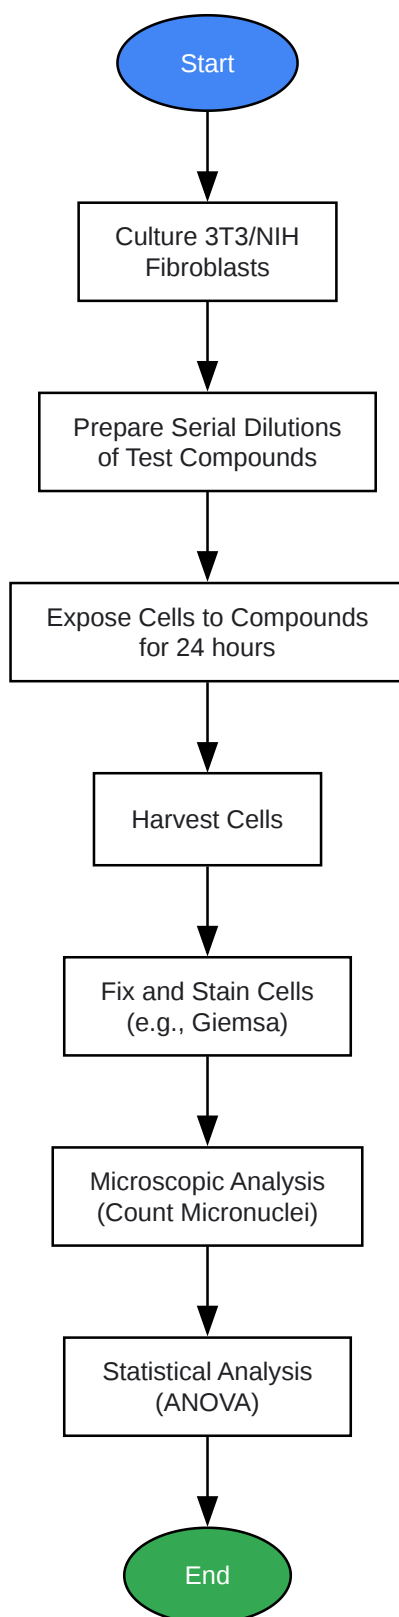 Start
Culture 3T3/NIH
Fibroblasts
Prepare Serial Dilutions
of Test Compounds
Expose Cells to Compounds
for 24 hours
Harvest Cells
Fix and Stain Cells
(e.g., Giemsa)
Microscopic Analysis
(Count Micronuclei)
Statistical Analysis
(ANOVA)
End